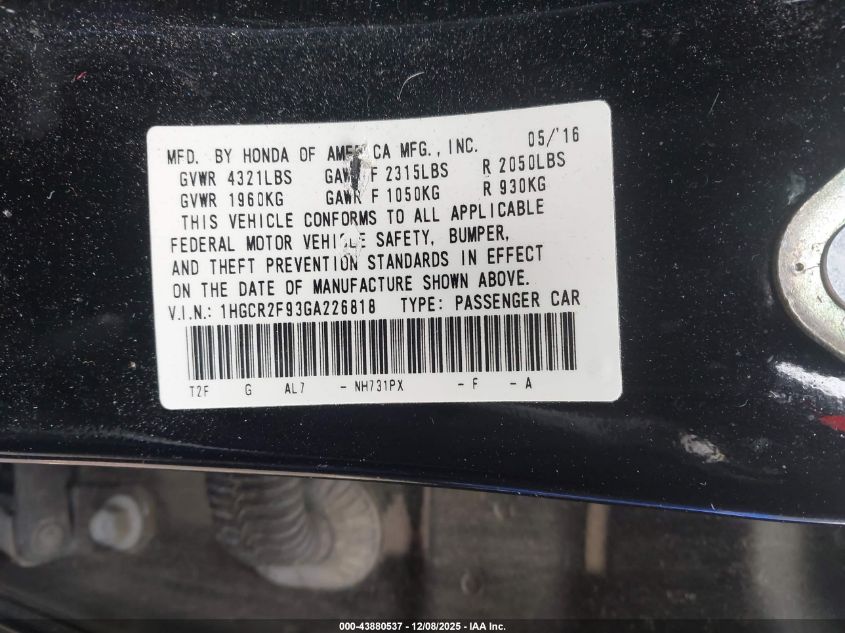 MFD. BY HONDA OF AMERICA MFG., INC. 05/'16
GVWR 4321LBS GAWR F 2315LBS R 2050LBS
GVWR 1960KG GAWR F 1050KG R 930KG
THIS VEHICLE CONFORMS TO ALL APPLICABLE
FEDERAL MOTOR VEHICLE SAFETY, BUMPER,
AND THEFT PREVENTION STANDARDS IN EFFECT
ON THE DATE OF MANUFACTURE SHOWN ABOVE.
V.I.N.: 1HGCR2F93GA226818 TYPE: PASSENGER CAR
T2F G AL7 - NH731PX - F - A
000-43880537 - 12/08/2025 - IAA Inc.